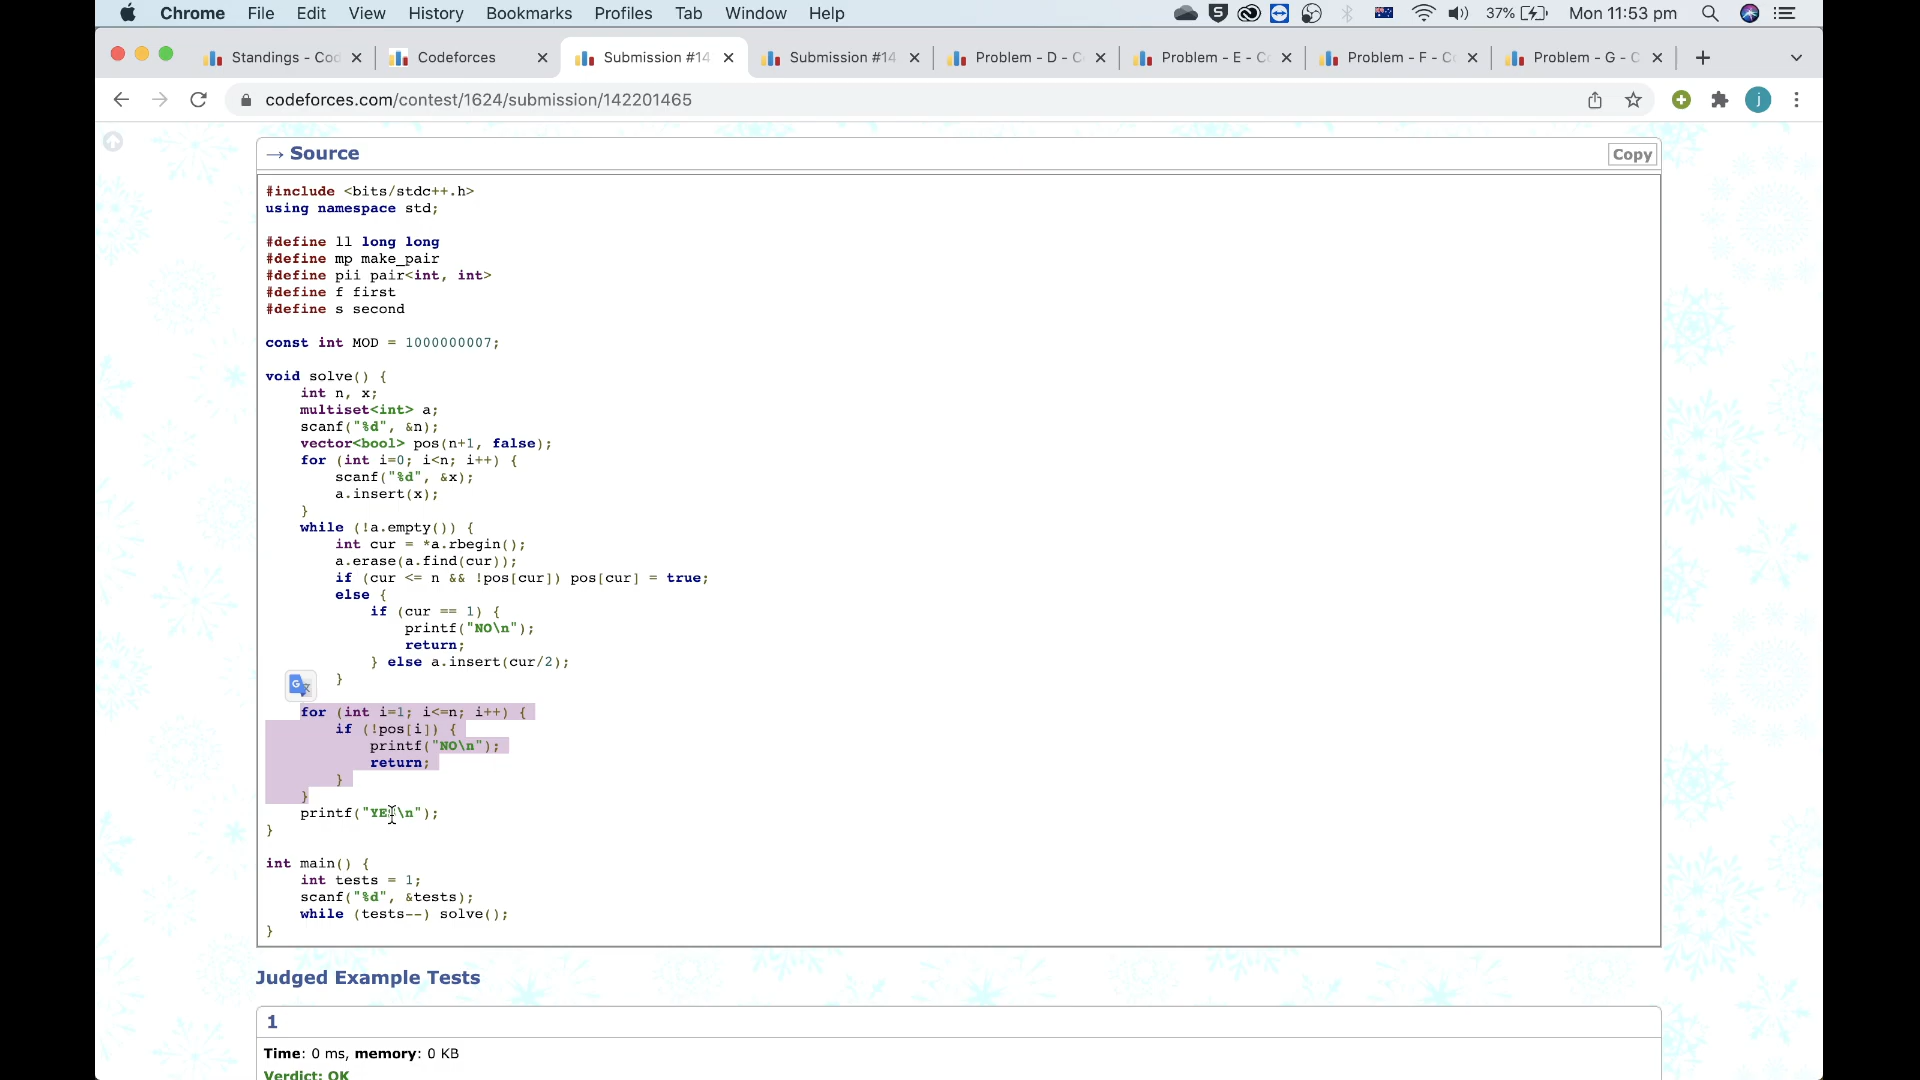 Chrome File Edit View History Bookmarks Profiles Tab Window Help 37% Mon 11:53 pm
Standings - Cod Codeforces Submission #14 Submission #14 Problem - D - C Problem - E - C Problem - F - C Problem - G - C
codeforces.com/contest/1624/submission/142201465 j
→ Source Copy
#include <bits/stdc++.h>
using namespace std;
#define ll long long
#define mp make_pair
#define pii pair<int, int>
#define f first
#define s second
const int MOD = 1000000007;
void solve() {
int n, x;
multiset<int> a;
scanf("%d", &n);
vector<bool> pos(n+1, false);
for (int i=0; i<n; i++) {
scanf("%d", &x);
a.insert(x);
}
while (!a.empty()) {
int cur = *a.rbegin();
a.erase(a.find(cur));
if (cur <= n && !pos[cur]) pos[cur] = true;
else {
if (cur == 1) {
printf("NO\n");
return;
} else a.insert(cur/2);
}
for (int i=1; i<=n; i++) {
if (!pos[i]) {
printf("NO\n");
return;
}
}
printf("YES\n");
}
int main() {
int tests = 1;
scanf("%d", &tests);
while (tests--) solve();
}
Judged Example Tests
1
Time: 0 ms, memory: 0 KB
Verdict: OK